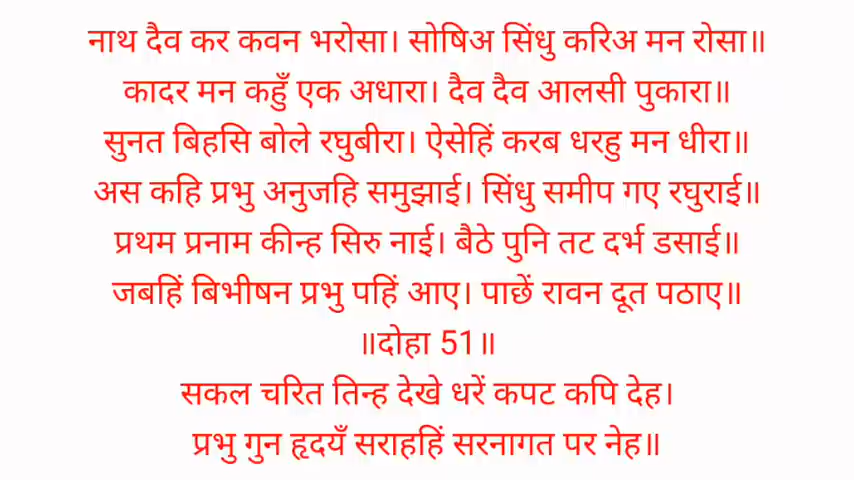 नाथ दैव कर कवन भरोसा। सोषिअ सिंधु करिअ मन रोसा॥
कादर मन कहुँ एक अधारा। दैव दैव आलसी पुकारा॥
सुनत बिहसि बोले रघुबीरा। ऐसेहिं करब धरहु मन धीरा॥
अस कहि प्रभु अनुजहि समुझाई। सिंधु समीप गए रघुराई॥
प्रथम प्रनाम कीन्ह सिरु नाई। बैठे पुनि तट दर्भ डसाई॥
जबहिं बिभीषन प्रभु पहिं आए। पाछें रावन दूत पठाए॥
॥दोहा 51॥
सकल चरित तिन्ह देखे धरें कपट कपि देह।
प्रभु गुन हृदयँ सराहहिं सरनागत पर नेह॥